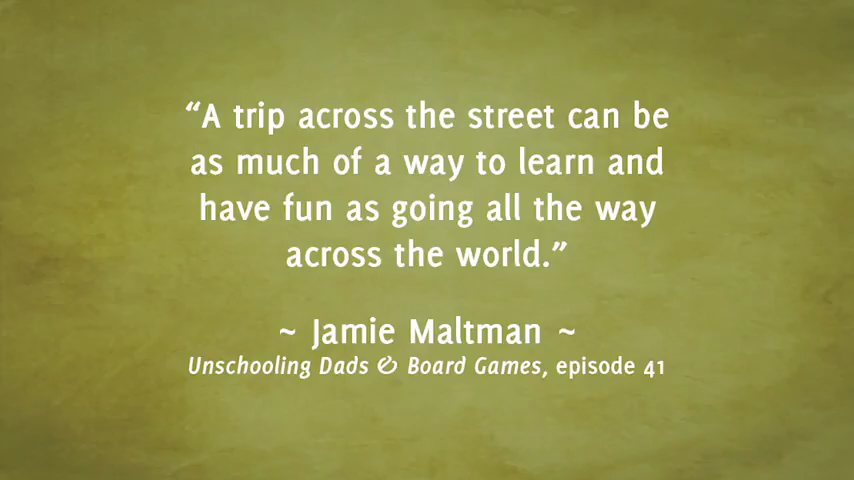 “A trip across the street can be
as much of a way to learn and
have fun as going all the way
across the world.”
~ Jamie Maltman ~
Unschooling Dads & Board Games, episode 41